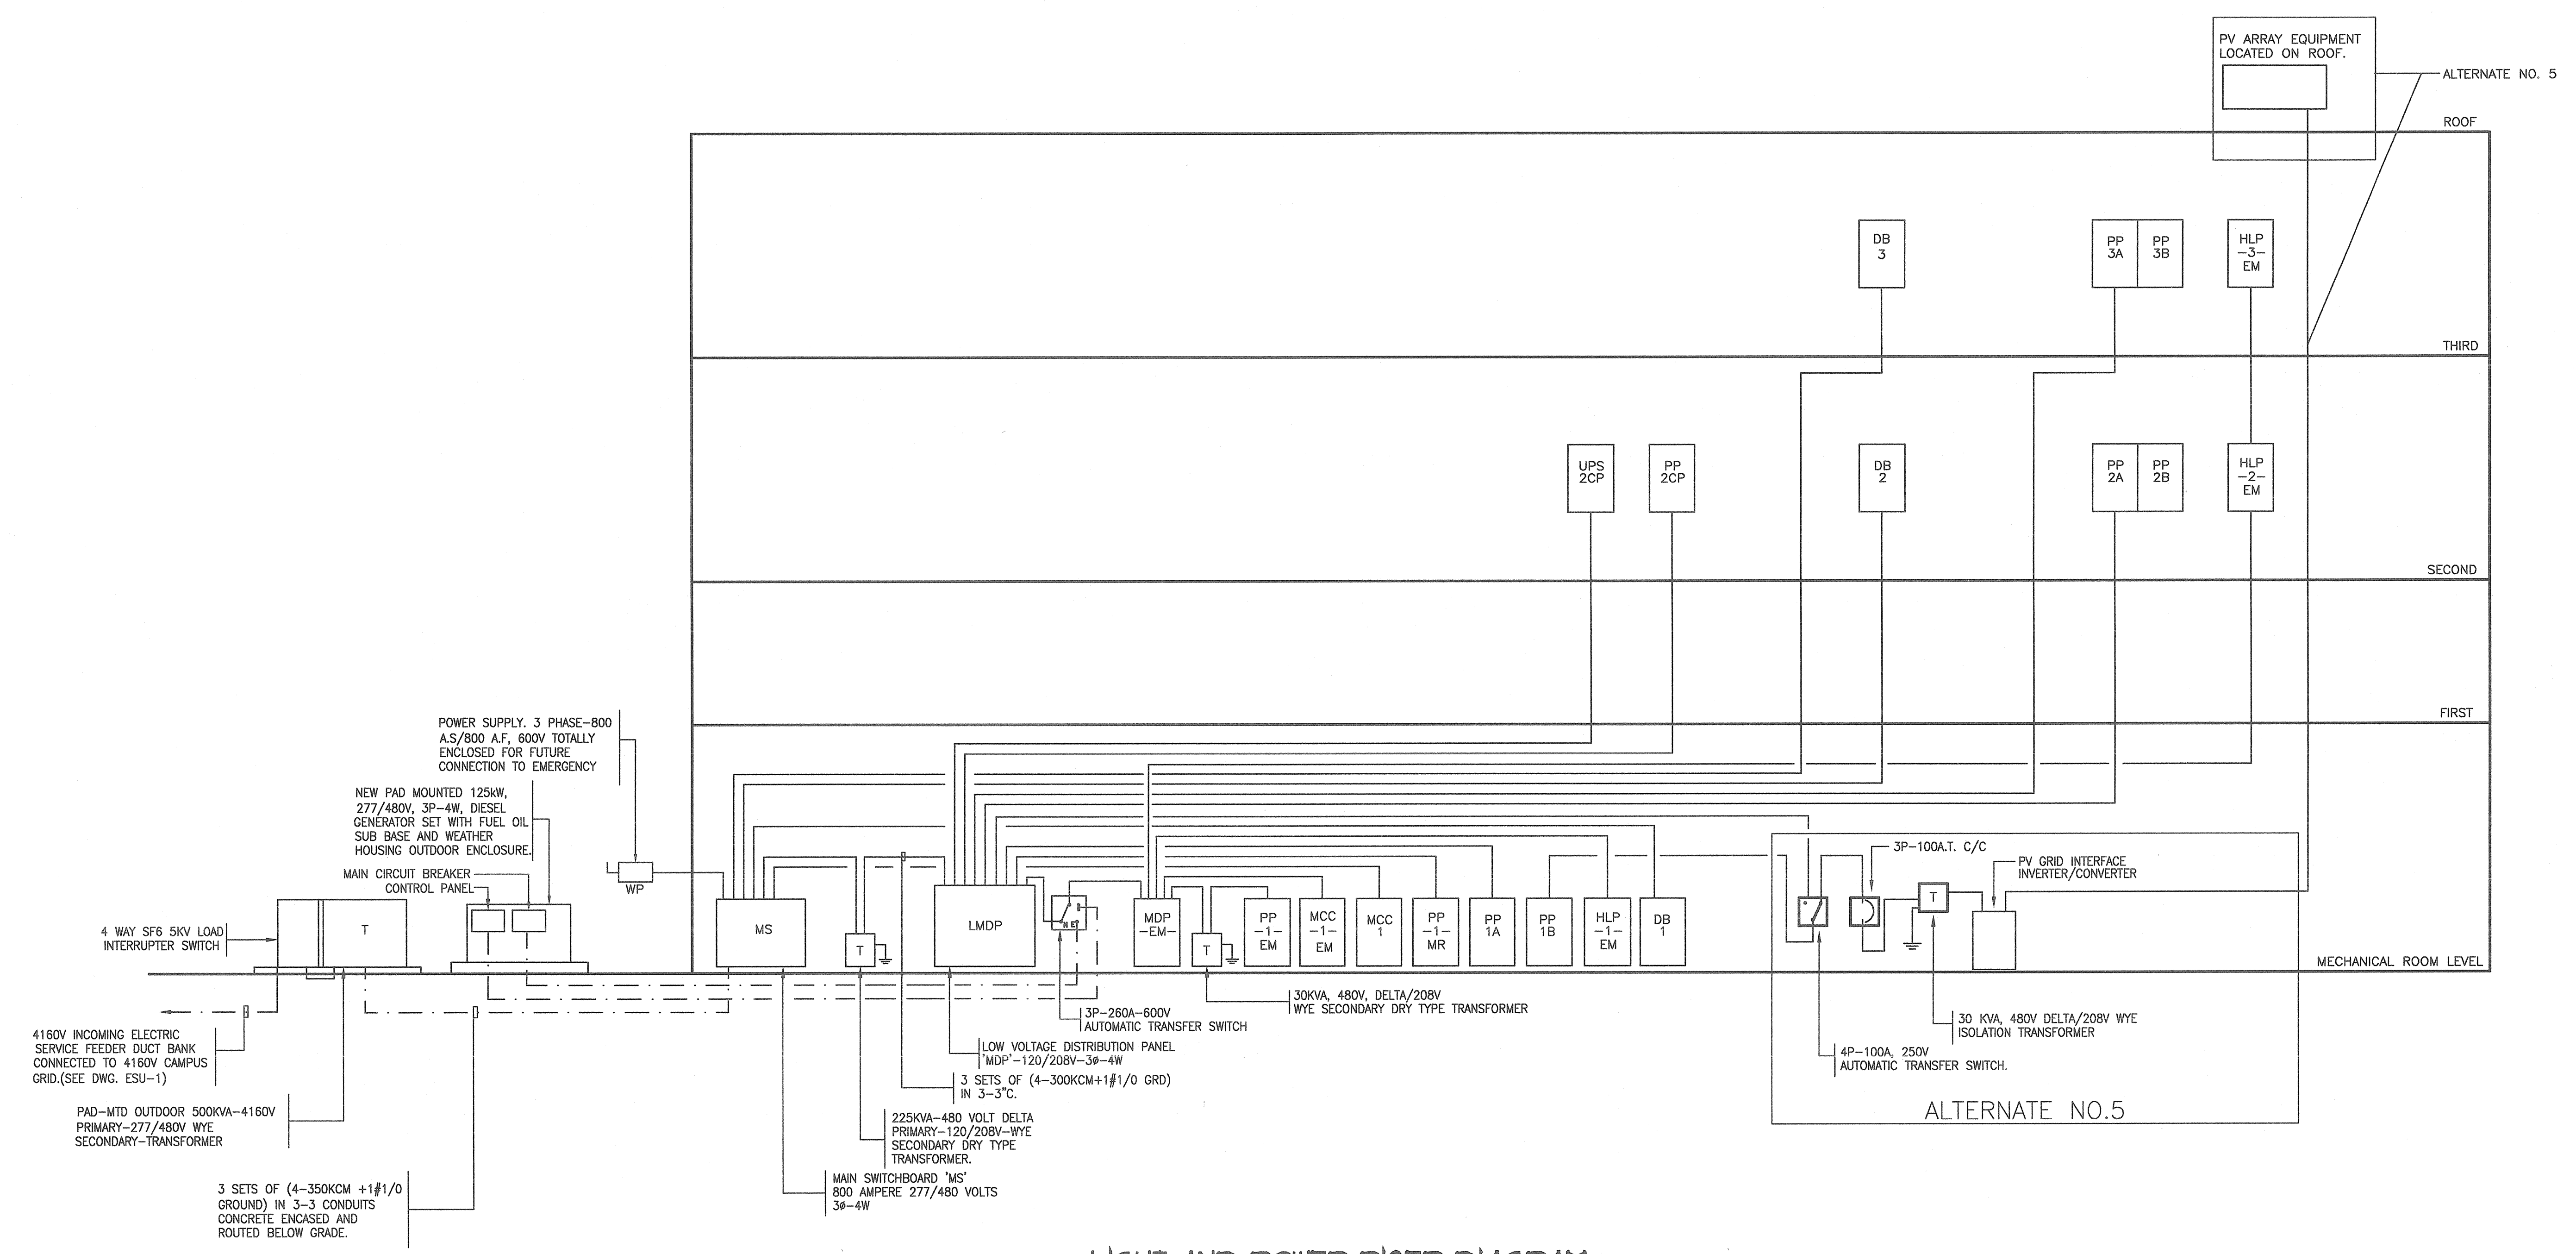 PV ARRAY EQUIPMENT
LOCATED ON ROOF.
ALTERNATE NO. 5
ROOF
DB
3
PP
3A
PP
3B
HLP
-3-
EM
THIRD
UPS
2CP
PP
2CP
DB
2
PP
2A
PP
2B
HLP
-2-
EM
SECOND
FIRST
POWER SUPPLY. 3 PHASE-800
A.S/800 A.F, 600V TOTALLY
ENCLOSED FOR FUTURE
CONNECTION TO EMERGENCY
NEW PAD MOUNTED 125kW,
277/480V, 3P-4W, DIESEL
GENERATOR SET WITH FUEL OIL
SUB BASE AND WEATHER
HOUSING OUTDOOR ENCLOSURE.
MAIN CIRCUIT BREAKER
CONTROL PANEL
WP
4 WAY SF6 5KV LOAD
INTERRUPTER SWITCH
T
MS
T
LMDP
N E
MDP
-EM-
T
PP
-1-
EM
MCC
-1-
EM
MCC
1
PP
-1-
MR
PP
1A
PP
1B
HLP
-1-
EM
DB
1
3P-100A.T. C/C
PV GRID INTERFACE
INVERTER/CONVERTER
T
MECHANICAL ROOM LEVEL
4160V INCOMING ELECTRIC
SERVICE FEEDER DUCT BANK
CONNECTED TO 4160V CAMPUS
GRID.(SEE DWG. ESU-1)
PAD-MTD OUTDOOR 500KVA-4160V
PRIMARY-277/480V WYE
SECONDARY-TRANSFORMER
3 SETS OF (4-350KCM +1#1/0
GROUND) IN 3-3 CONDUITS
CONCRETE ENCASED AND
ROUTED BELOW GRADE.
30KVA, 480V, DELTA/208V
WYE SECONDARY DRY TYPE TRANSFORMER
3P-260A-600V
AUTOMATIC TRANSFER SWITCH
LOW VOLTAGE DISTRIBUTION PANEL
'MDP'-120/208V-3ø-4W
3 SETS OF (4-300KCM+1#1/0 GRD)
IN 3-3"C.
225KVA-480 VOLT DELTA
PRIMARY-120/208V-WYE
SECONDARY DRY TYPE
TRANSFORMER.
MAIN SWITCHBOARD 'MS'
800 AMPERE 277/480 VOLTS
3ø-4W
30 KVA, 480V DELTA/208V WYE
ISOLATION TRANSFORMER
4P-100A, 250V
AUTOMATIC TRANSFER SWITCH.
ALTERNATE NO.5
LIGHT AND POWER RISER DIAGRAM